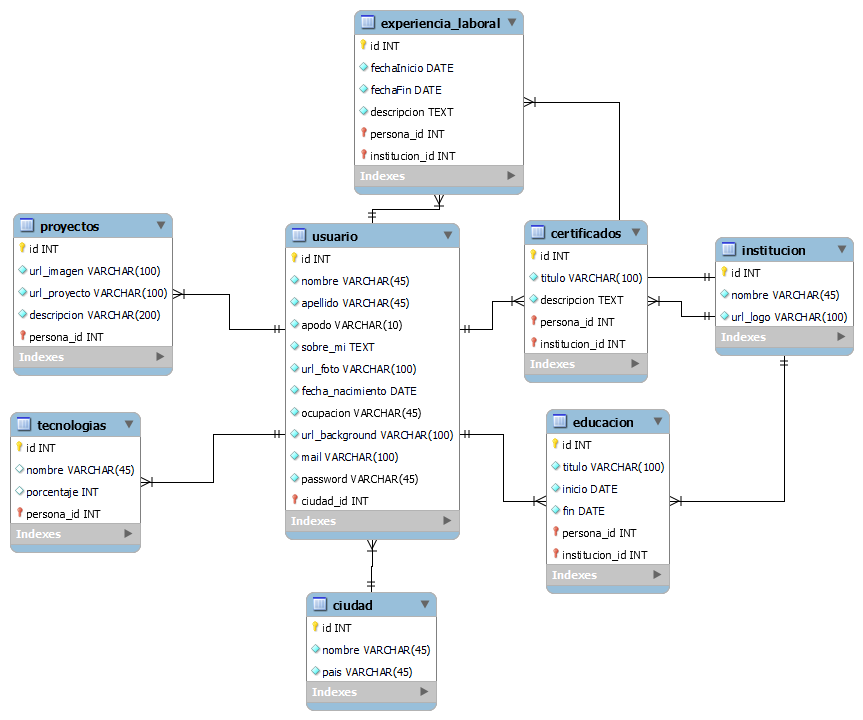 experiencia_laboral
id INT
fechaInicio DATE
fechaFin DATE
descripcion TEXT
persona_id INT
institucion_id INT
Indexes
proyectos
id INT
url_imagen VARCHAR(100)
url_proyecto VARCHAR(100)
descripcion VARCHAR(200)
persona_id INT
Indexes
usuario
id INT
nombre VARCHAR(45)
apellido VARCHAR(45)
apodo VARCHAR(10)
sobre_mi TEXT
url_foto VARCHAR(100)
fecha_nacimiento DATE
ocupacion VARCHAR(45)
url_background VARCHAR(100)
mail VARCHAR(100)
password VARCHAR(45)
ciudad_id INT
Indexes
certificados
id INT
titulo VARCHAR(100)
descripcion TEXT
persona_id INT
institucion_id INT
Indexes
institucion
id INT
nombre VARCHAR(45)
url_logo VARCHAR(100)
Indexes
tecnologias
id INT
nombre VARCHAR(45)
porcentaje INT
persona_id INT
Indexes
educacion
id INT
titulo VARCHAR(100)
inicio DATE
fin DATE
persona_id INT
institucion_id INT
Indexes
ciudad
id INT
nombre VARCHAR(45)
pais VARCHAR(45)
Indexes